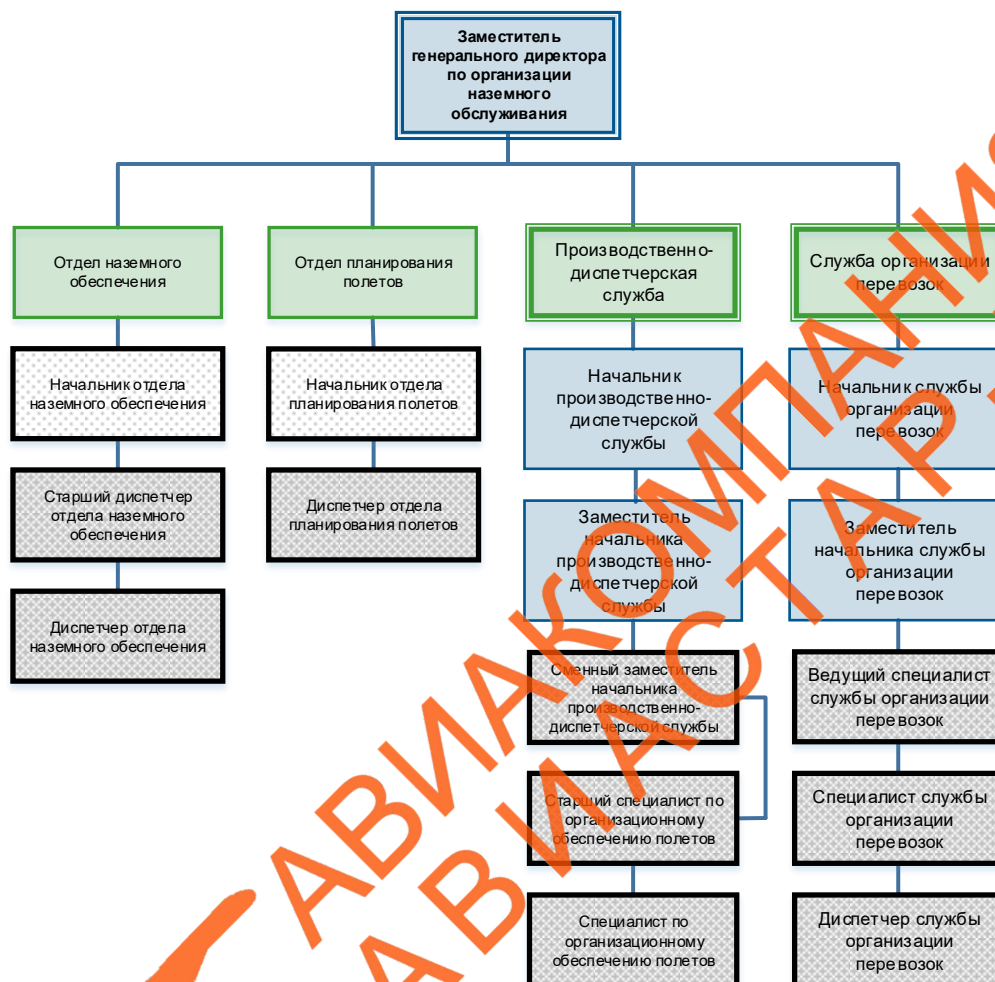 Заместитель
генерального директора
по организации
наземного
обслуживания
Отдел наземного
обеспечения
Отдел планирования
полетов
Производственно-
диспетчерская
служба
Служба организации
перевозок
Начальник отдела
наземного обеспечения
Начальник отдела
планирования полетов
Начальник
производственно-
диспетчерской
службы
Начальник службы
организации
перевозок
Старший диспетчер
отдела наземного
обеспечения
Диспетчер отдела
планирования полетов
Заместитель
начальника
производственно-
диспетчерской
службы
Заместитель
начальника службы
организации
перевозок
Диспетчер отдела
наземного обеспечения
Сменный заместитель
начальника
производственно-
диспетчерской службы
Ведущий специалист
службы организации
перевозок
Старший специалист по
организационному
обеспечению полетов
Специалист службы
организации
перевозок
Специалист по
организационному
обеспечению полетов
Диспетчер службы
организации
перевозок
АВИАКОМПАНИЯ
АВИАСТАР